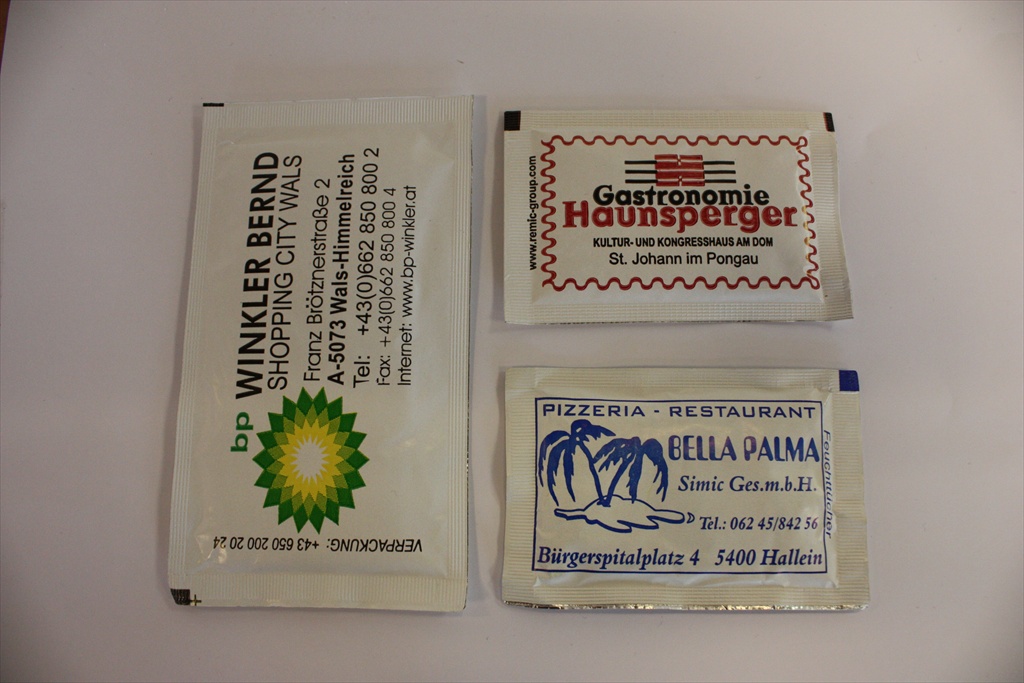 bp
WINKLER BERND
SHOPPING CITY WALS
Franz Brötznerstraße 2
A-5073 Wals-Himmelreich
Tel: +43(0)662 850 800 2
Fax: +43(0)662 850 800 4
Internet: www.bp-winkler.at
VERPACKUNG: +43 650 200 20 24
www.remic-group.com
Gastronomie
Haunsperger
KULTUR- UND KONGRESSHAUS AM DOM
St. Johann im Pongau
PIZZERIA - RESTAURANT
BELLA PALMA
Simic Ges.m.b.H.
Tel.: 062 45/842 56
Bürgerspitalplatz 4 5400 Hallein
Feuchttücher